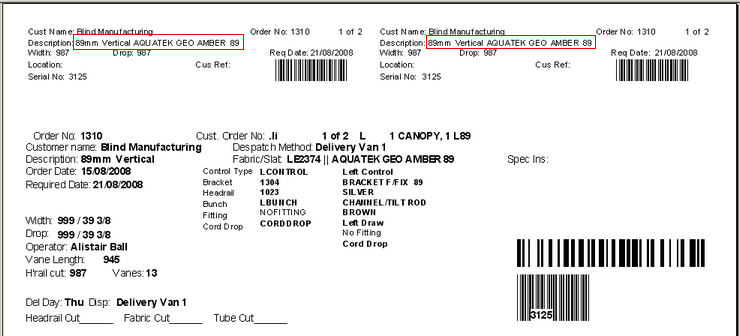 Cust Name: Blind Manufacturing Order No: 1310 1 of 2
Description: 89mm Vertical AQUATEK GEO AMBER 89
Width: 987 Drop: 987 Req Date: 21/08/2008
Location: Cus Ref:
Serial No: 3125
Cust Name: Blind Manufacturing Order No: 1310 1 of 2
Description: 89mm Vertical AQUATEK GEO AMBER 89
Width: 987 Drop: 987 Req Date: 21/08/2008
Location: Cus Ref:
Serial No: 3125
Order No: 1310 Cust. Order No: .li 1 of 2 L 1 CANOPY, 1 L89
Customer name: Blind Manufacturing Despatch Method: Delivery Van 1
Description: 89mm Vertical Fabric/Slat: LE2374 || AQUATEK GEO AMBER 89 Spec Ins:
Order Date: 15/08/2008
Required Date: 21/08/2008
Control Type LCONTROL Left Control
Bracket 1304 BRACKET F/FIX 89
Headrail 1023 SILVER
Bunch LBUNCH CHANNEL/TILT ROD
Fitting NOFITTING BROWN
Cord Drop CORDDROP Left Draw
No Fitting
Cord Drop
Width: 999 / 39 3/8
Drop: 999 / 39 3/8
Operator: Alistair Ball
Vane Length: 945
H'rail cut: 987 Vanes: 13
3125
Del Day: Thu Disp: Delivery Van 1
Headrail Cut______ Fabric Cut______ Tube Cut______